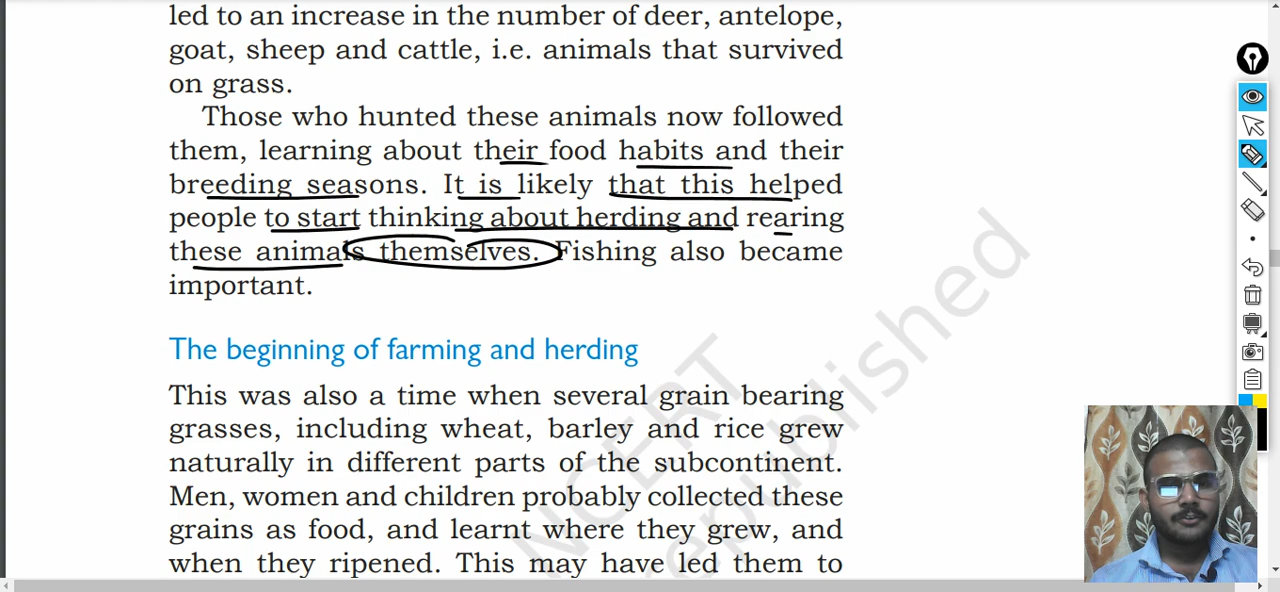 led to an increase in the number of deer, antelope,
goat, sheep and cattle, i.e. animals that survived
on grass.
Those who hunted these animals now followed
them, learning about their food habits and their
breeding seasons. It is likely that this helped
people to start thinking about herding and rearing
these animals themselves. Fishing also became
important.
The beginning of farming and herding
This was also a time when several grain bearing
grasses, including wheat, barley and rice grew
naturally in different parts of the subcontinent.
Men, women and children probably collected these
grains as food, and learnt where they grew, and
when they ripened. This may have led them to
NCERT
republished